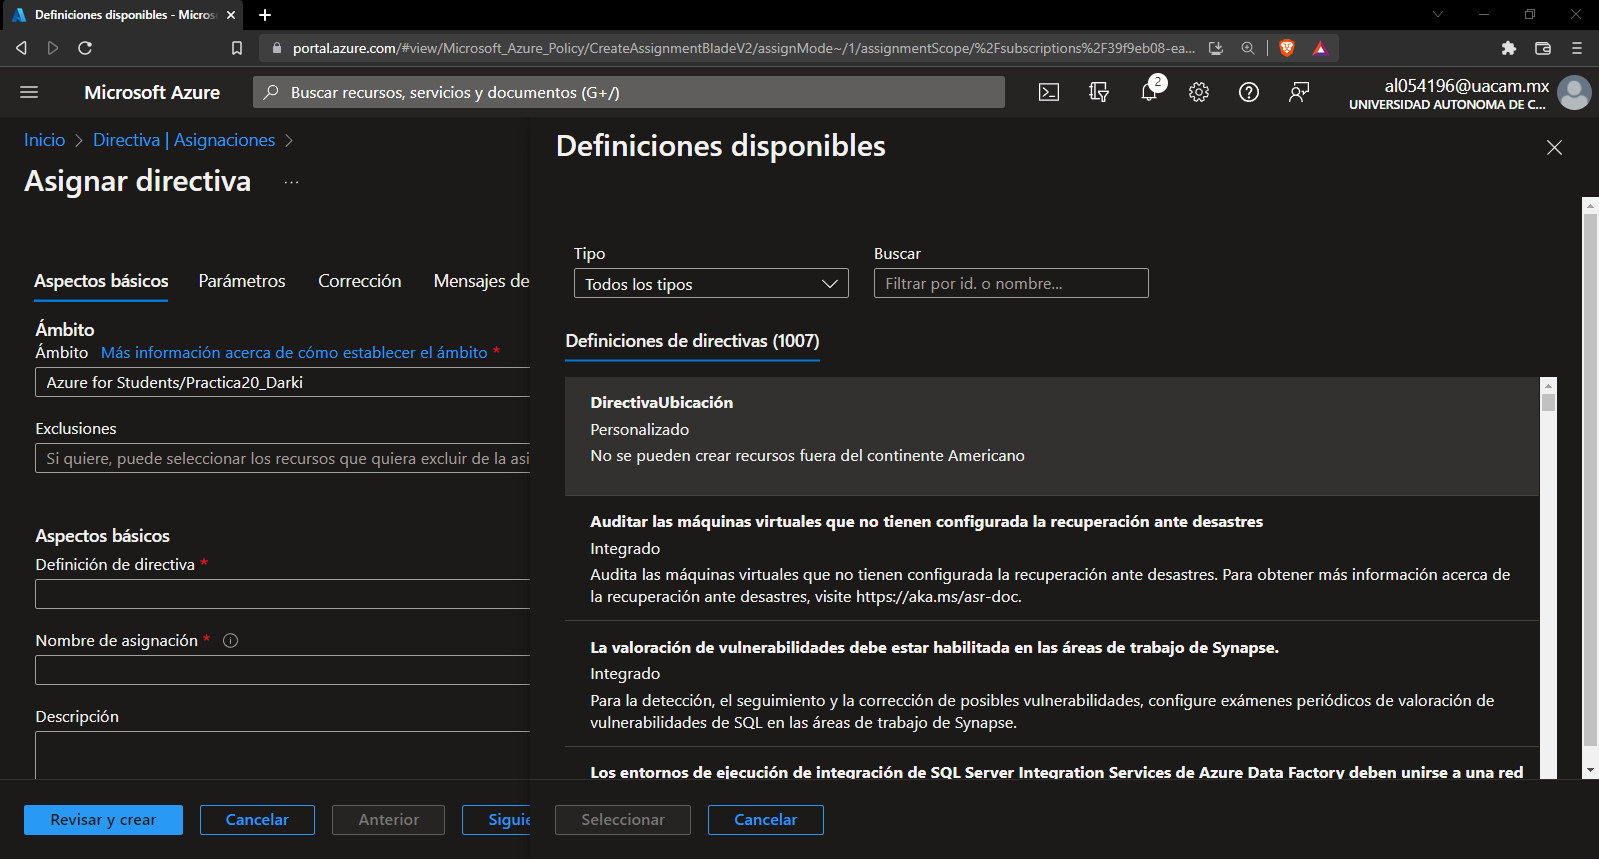 Definiciones disponibles - Micros
portal.azure.com/#view/Microsoft_Azure_Policy/CreateAssignmentBladeV2/assignMode~/1/assignmentScope/%2Fsubscriptions%2F39f9eb08-ea...
Microsoft Azure
Buscar recursos, servicios y documentos (G+/)
2
al054196@uacam.mx
UNIVERSIDAD AUTONOMA DE C...
Inicio > Directiva | Asignaciones >
Asignar directiva ...
Aspectos básicos Parámetros Corrección Mensajes de
Ámbito
Ámbito Más información acerca de cómo establecer el ámbito *
Azure for Students/Practica20_Darki
Exclusiones
Si quiere, puede seleccionar los recursos que quiera excluir de la asi
Aspectos básicos
Definición de directiva *
Nombre de asignación *
Descripción
Revisar y crear
Cancelar
Anterior
Siguie
Definiciones disponibles
Tipo
Todos los tipos
Buscar
Filtrar por id. o nombre...
Definiciones de directivas (1007)
DirectivaUbicación
Personalizado
No se pueden crear recursos fuera del continente Americano
Auditar las máquinas virtuales que no tienen configurada la recuperación ante desastres
Integrado
Audita las máquinas virtuales que no tienen configurada la recuperación ante desastres. Para obtener más información acerca de
la recuperación ante desastres, visite https://aka.ms/asr-doc.
La valoración de vulnerabilidades debe estar habilitada en las áreas de trabajo de Synapse.
Integrado
Para la detección, el seguimiento y la corrección de posibles vulnerabilidades, configure exámenes periódicos de valoración de
vulnerabilidades de SQL en las áreas de trabajo de Synapse.
Los entornos de ejecución de integración de SQL Server Integration Services de Azure Data Factory deben unirse a una red
Seleccionar
Cancelar